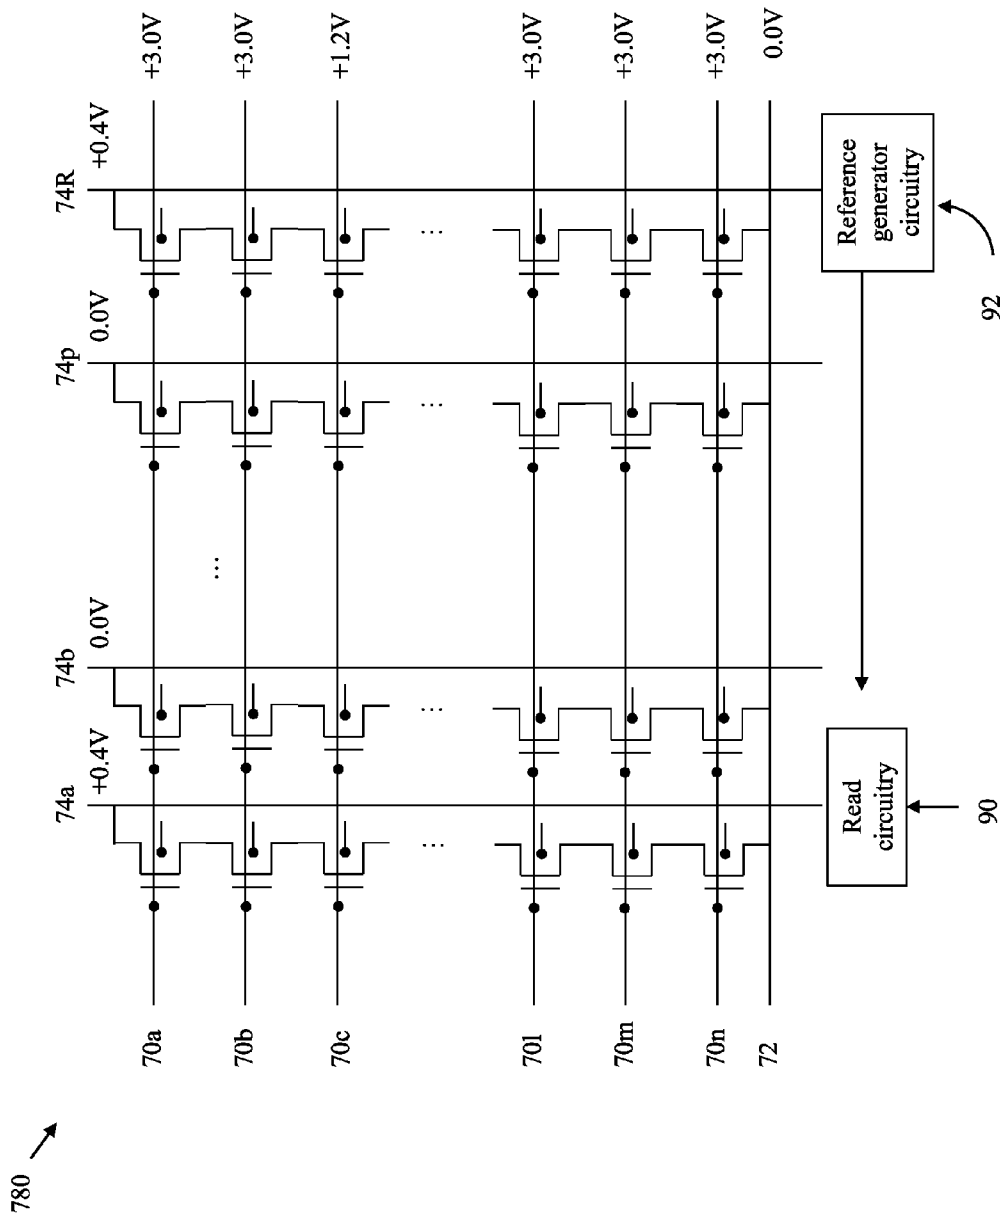 780
74a
74b
74p
74R
+0.4V
0.0V
...
0.0V
+0.4V
70a
+3.0V
70b
+3.0V
70c
+1.2V
... ... ... ...
70l
+3.0V
70m
+3.0V
70n
+3.0V
72
0.0V
Read
circuitry
Reference
generator
circuitry
90
92